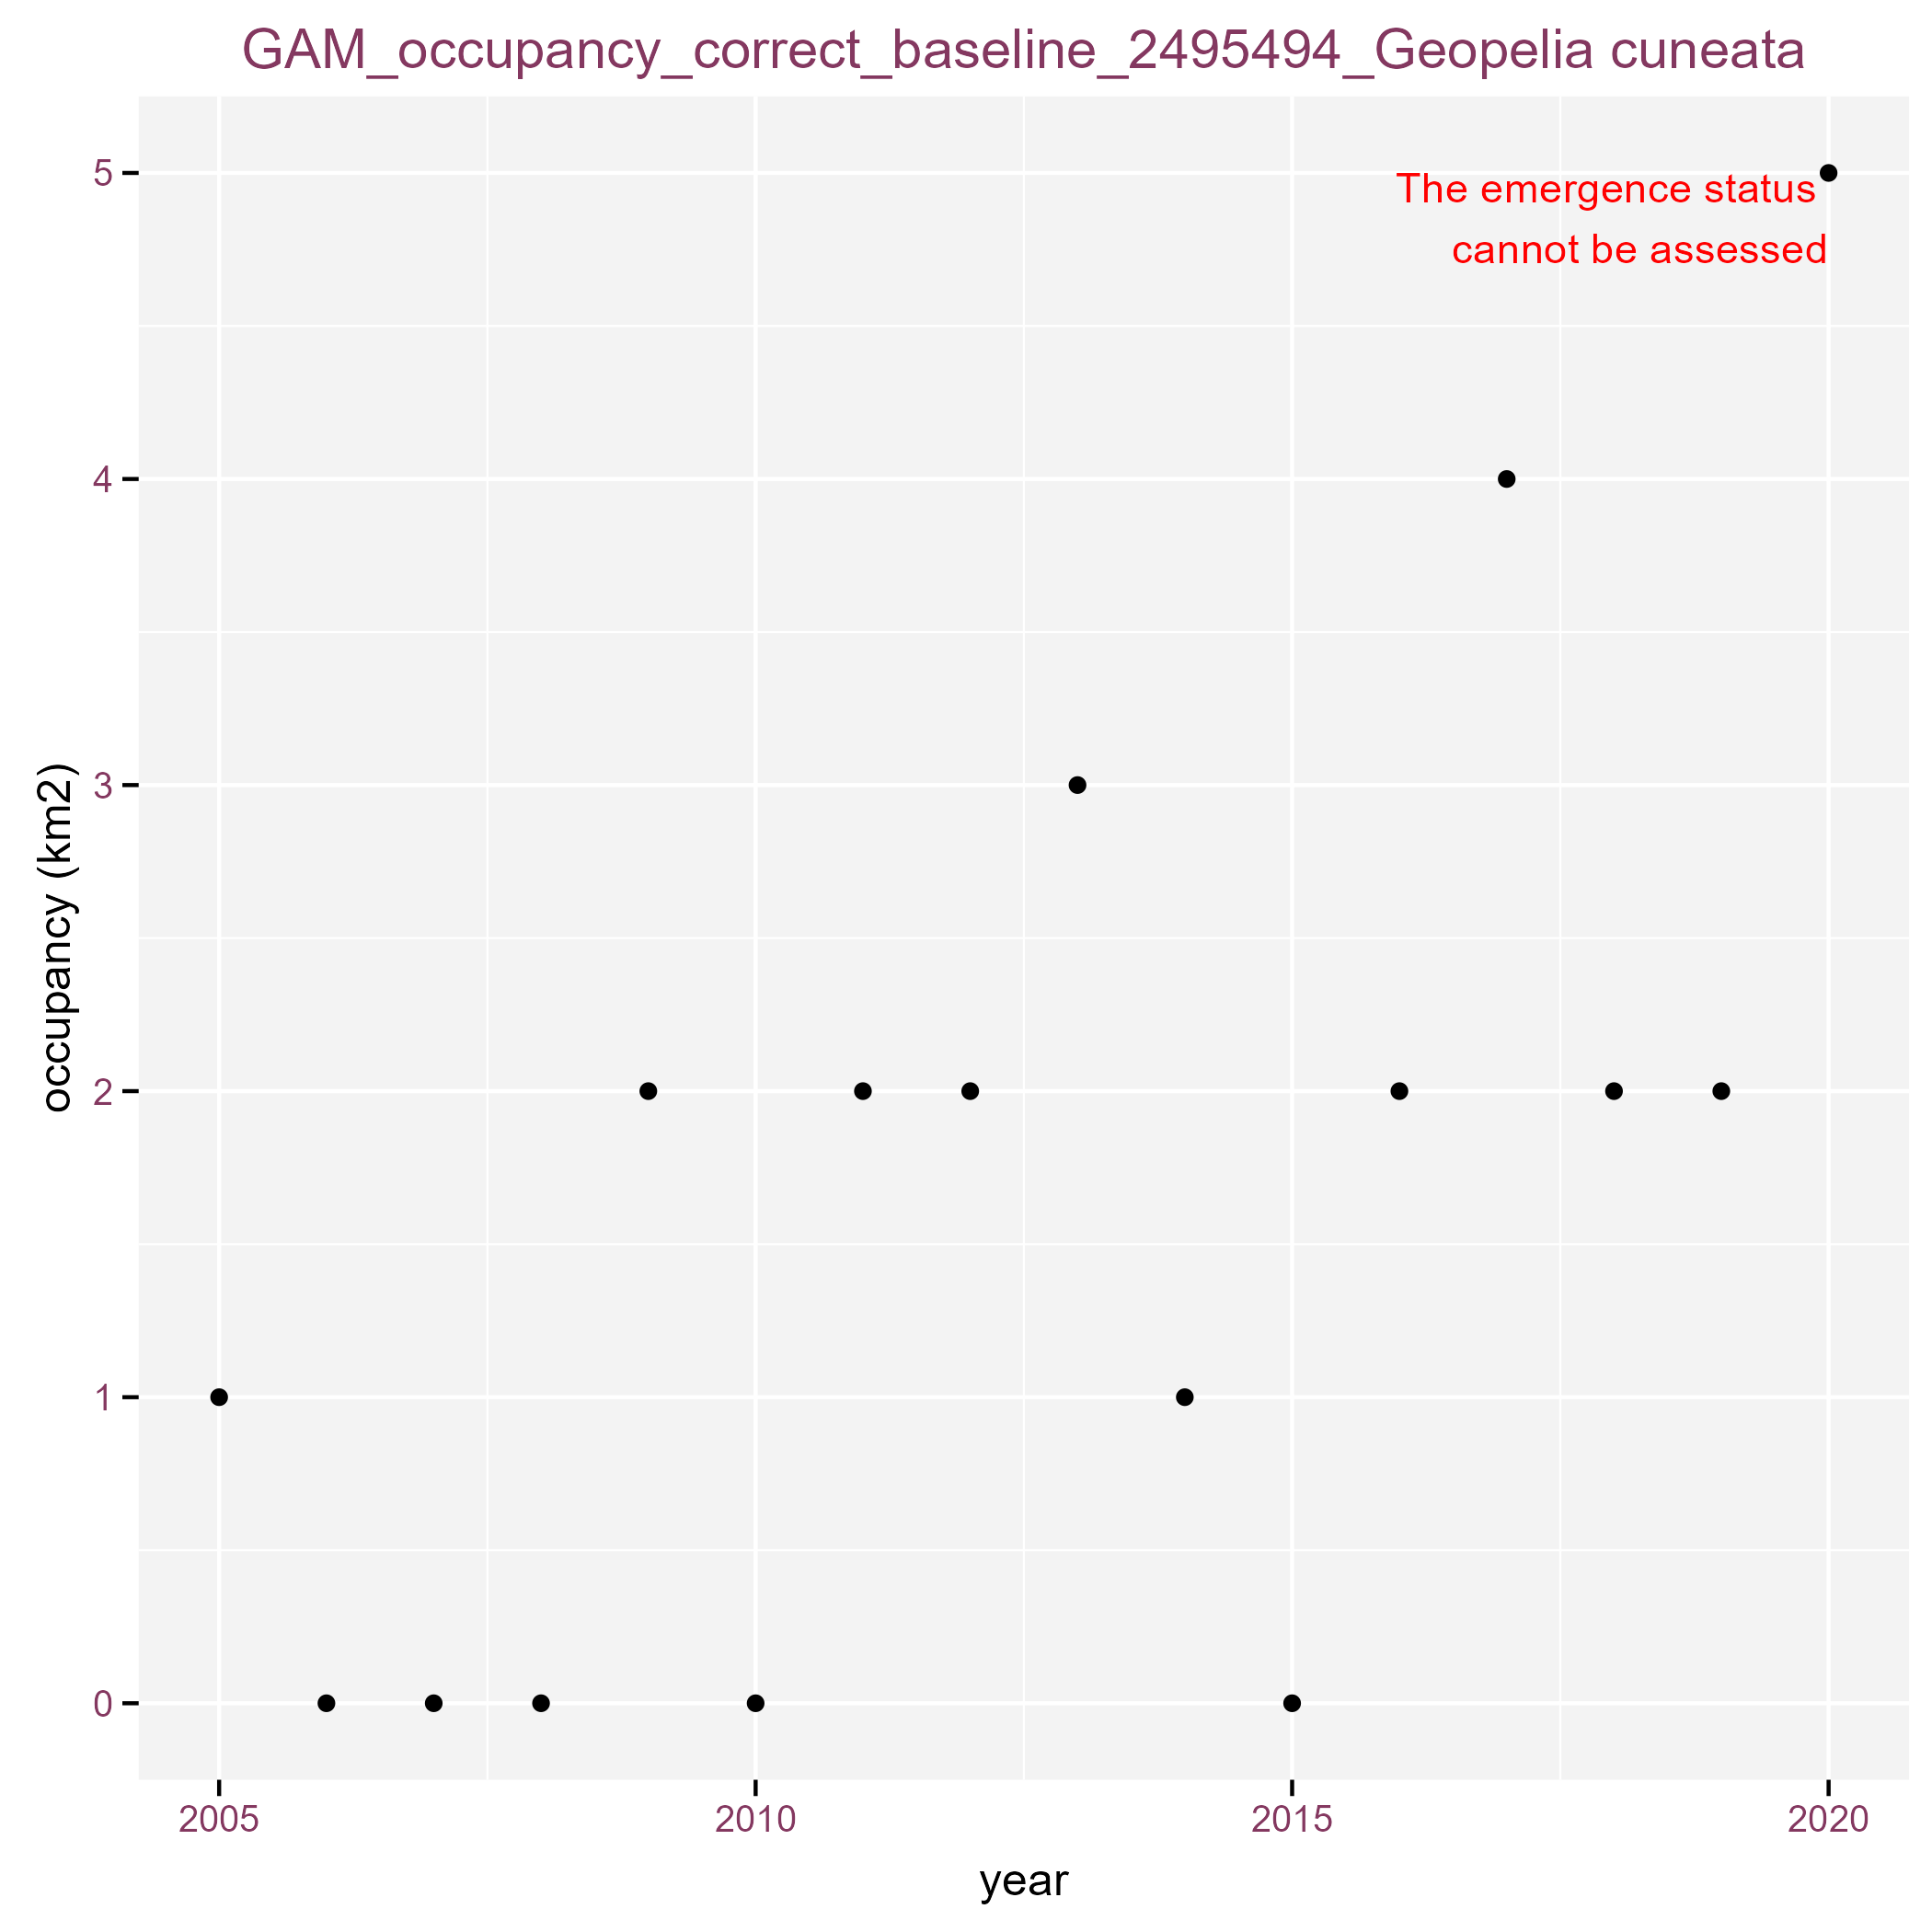 GAM_occupancy_correct_baseline_2495494_Geopelia cuneata
The emergence status
cannot be assessed
5
4
3
2
1
0
occupancy (km2)
2005 2010 2015 2020
year